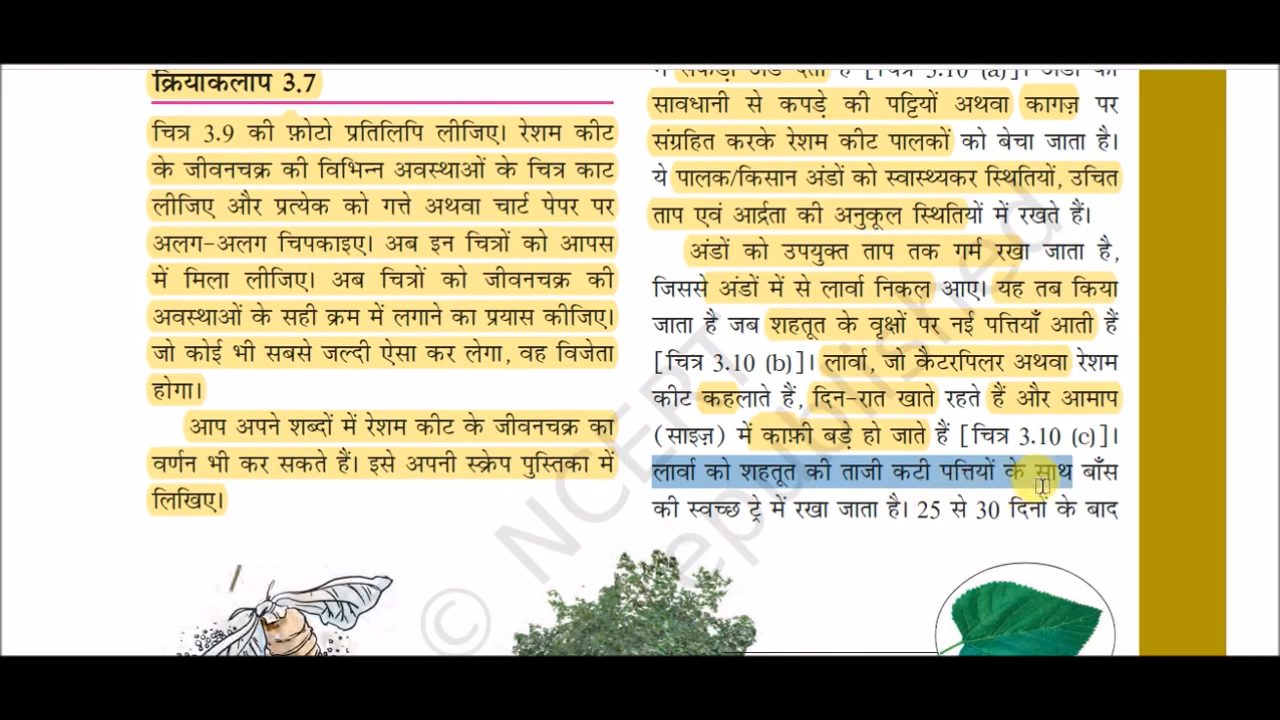 क्रियाकलाप 3.7
चित्र 3.9 की फ़ोटो प्रतिलिपि लीजिए। रेशम कीट
के जीवनचक्र की विभिन्न अवस्थाओं के चित्र काट
लीजिए और प्रत्येक को गत्ते अथवा चार्ट पेपर पर
अलग-अलग चिपकाइए। अब इन चित्रों को आपस
में मिला लीजिए। अब चित्रों को जीवनचक्र की
अवस्थाओं के सही क्रम में लगाने का प्रयास कीजिए।
जो कोई भी सबसे जल्दी ऐसा कर लेगा, वह विजेता
होगा।
आप अपने शब्दों में रेशम कीट के जीवनचक्र का
वर्णन भी कर सकते हैं। इसे अपनी स्क्रेप पुस्तिका में
लिखिए।
में सैकड़ों अंडे देती है [चित्र 3.10 (a)]। अंडों को
सावधानी से कपड़े की पट्टियों अथवा कागज़ पर
संग्रहित करके रेशम कीट पालकों को बेचा जाता है।
ये पालक/किसान अंडों को स्वास्थ्यकर स्थितियों, उचित
ताप एवं आर्द्रता की अनुकूल स्थितियों में रखते हैं।
अंडों को उपयुक्त ताप तक गर्म रखा जाता है,
जिससे अंडों में से लार्वा निकल आए। यह तब किया
जाता है जब शहतूत के वृक्षों पर नई पत्तियाँ आती हैं
[चित्र 3.10 (b)]। लार्वा, जो कैटरपिलर अथवा रेशम
कीट कहलाते हैं, दिन-रात खाते रहते हैं और आमाप
(साइज़) में काफ़ी बड़े हो जाते हैं [चित्र 3.10 (c)]।
लार्वा को शहतूत की ताजी कटी पत्तियों के साथ बाँस
की स्वच्छ ट्रे में रखा जाता है। 25 से 30 दिनों के बाद
© NCERT
republished